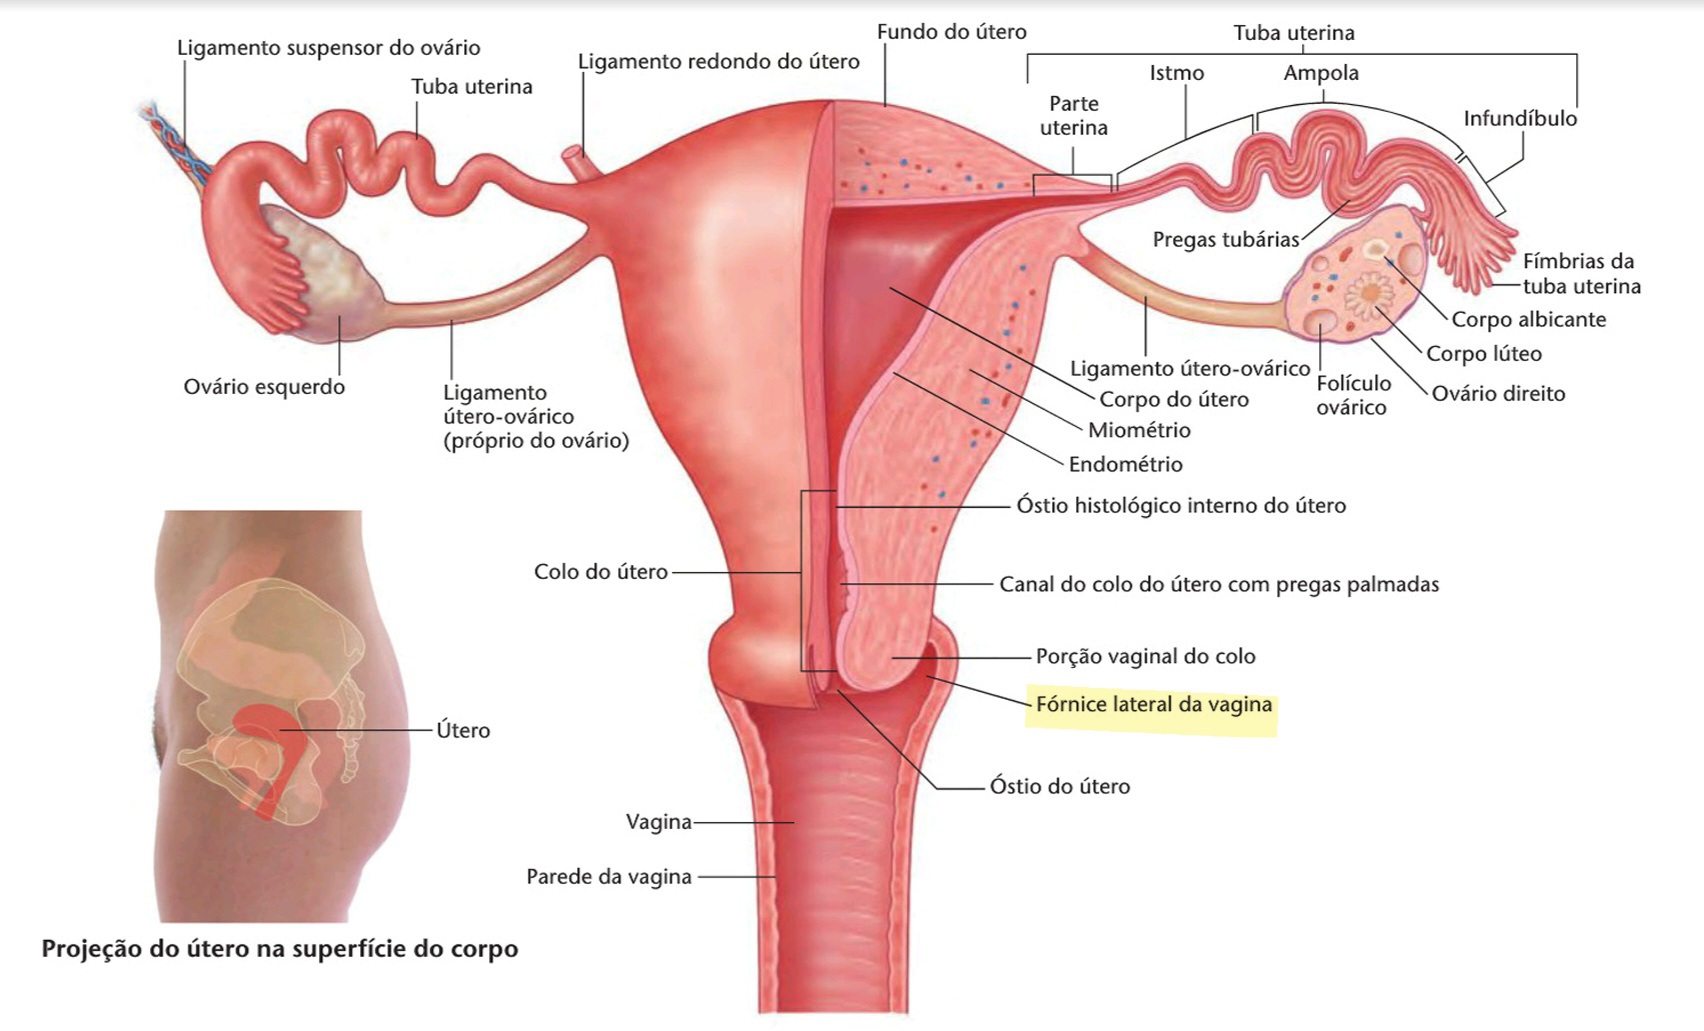 Ligamento suspensor do ovário
Tuba uterina
Ligamento redondo do útero
Fundo do útero
Tuba uterina
Istmo
Ampola
Parte
uterina
Infundíbulo
Pregas tubárias
Fímbrias da
tuba uterina
Corpo albicante
Corpo lúteo
Ovário direito
Folículo
ovárico
Ligamento útero-ovárico
Corpo do útero
Miométrio
Endométrio
Ovário esquerdo
Ligamento
útero-ovárico
(próprio do ovário)
Óstio histológico interno do útero
Colo do útero
Canal do colo do útero com pregas palmadas
Porção vaginal do colo
Fórnice lateral da vagina
Óstio do útero
Útero
Vagina
Parede da vagina
Projeção do útero na superfície do corpo